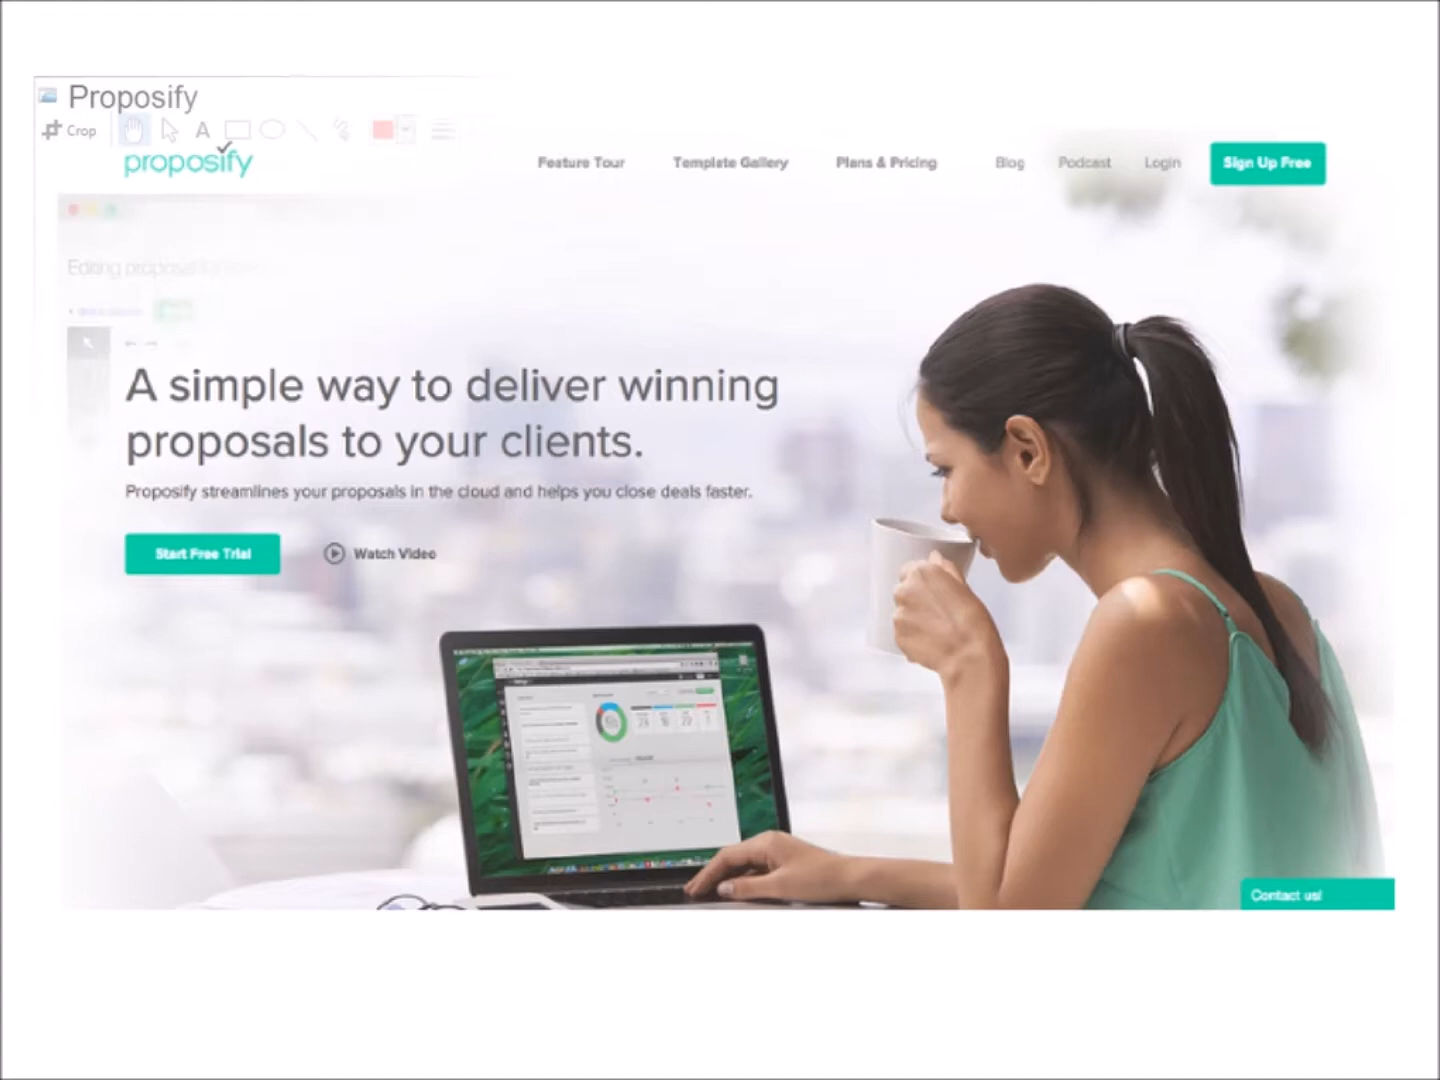 Proposify
Crop
A
proposify
Feature Tour
Template Gallery
Plans & Pricing
Blog
Podcast
Login
Sign Up Free
Editing proposal
A simple way to deliver winning
proposals to your clients.
Proposify streamlines your proposals in the cloud and helps you close deals faster.
Start Free Trial
Watch Video
Contact us!